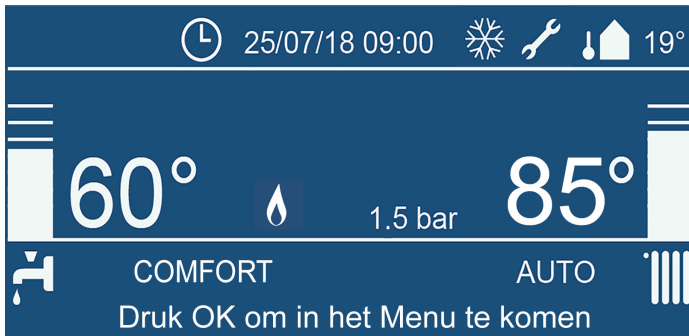 25/07/18 09:00 19°
60° 1.5 bar 85°
COMFORT AUTO
Druk OK om in het Menu te komen